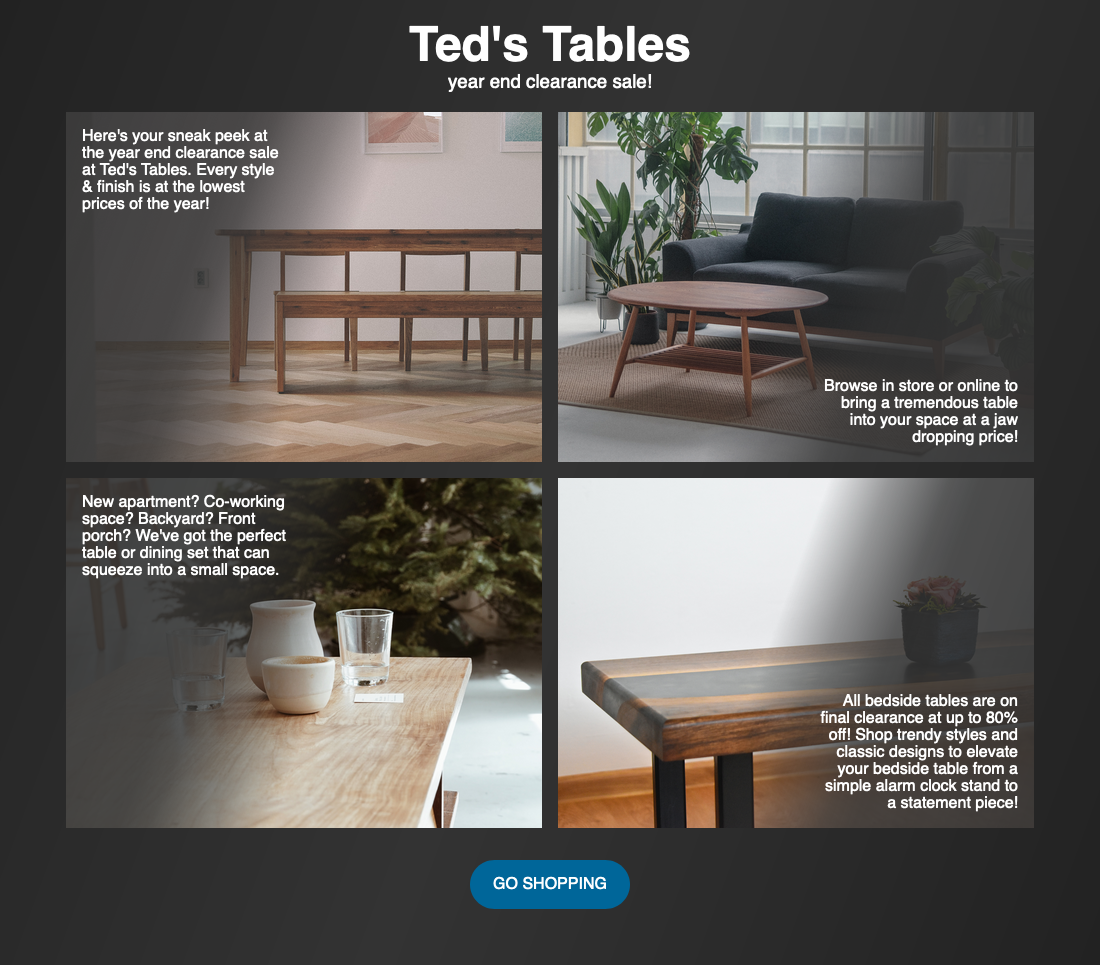 Ted's Tables
year end clearance sale!
Here's your sneak peek at
the year end clearance sale
at Ted's Tables. Every style
& finish is at the lowest
prices of the year!
Browse in store or online to
bring a tremendous table
into your space at a jaw
dropping price!
New apartment? Co-working
space? Backyard? Front
porch? We've got the perfect
table or dining set that can
squeeze into a small space.
All bedside tables are on
final clearance at up to 80%
off! Shop trendy styles and
classic designs to elevate
your bedside table from a
simple alarm clock stand to
a statement piece!
GO SHOPPING